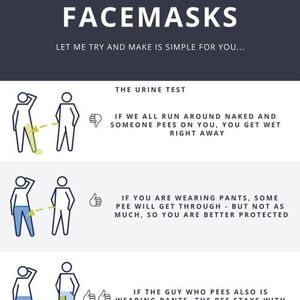 FACEMASKS
LET ME TRY AND MAKE IS SIMPLE FOR YOU...
THE URINE TEST
IF WE ALL RUN AROUND NAKED AND
SOMEONE PEES ON YOU, YOU GET WET
RIGHT AWAY
IF YOU ARE WEARING PANTS, SOME
PEE WILL GET THROUGH - BUT NOT AS
MUCH, SO YOU ARE BETTER PROTECTED
IF THE GUY WHO PEES ALSO IS
WEARING PANTS, THE PEE STAYS WITH